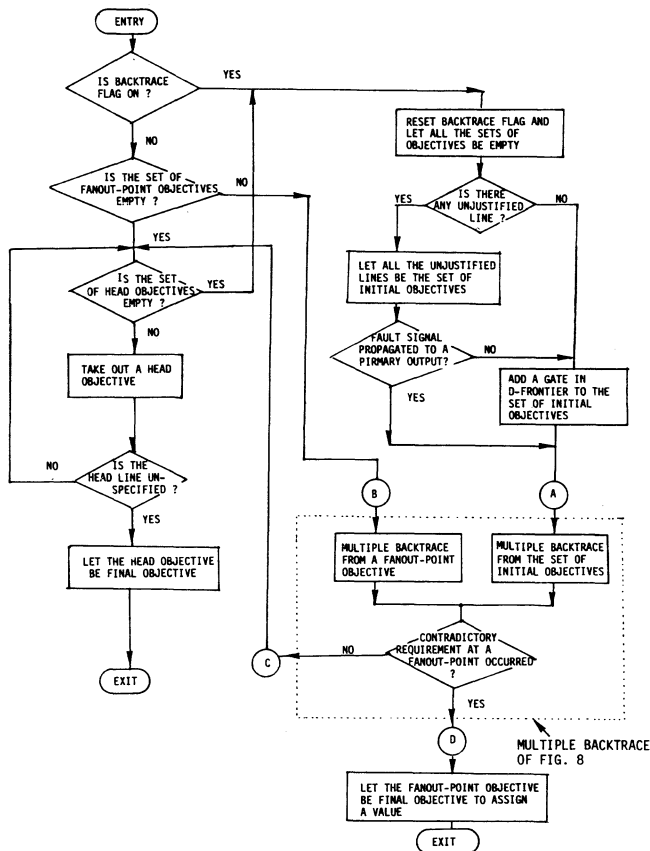 ENTRY
IS BACKTRACE
FLAG ON ?
YES
NO
IS THE SET OF
FANOUT-POINT OBJECTIVES
EMPTY ?
NO
YES
IS THE SET
OF HEAD OBJECTIVES
EMPTY ?
YES
NO
TAKE OUT A HEAD
OBJECTIVE
NO
IS THE
HEAD LINE UN-
SPECIFIED ?
YES
LET THE HEAD OBJECTIVE
BE FINAL OBJECTIVE
EXIT
RESET BACKTRACE FLAG AND
LET ALL THE SETS OF
OBJECTIVES BE EMPTY
YES
IS THERE
ANY UNJUSTIFIED
LINE ?
NO
LET ALL THE UNJUSTIFIED
LINES BE THE SET OF
INITIAL OBJECTIVES
FAULT SIGNAL
PROPAGATED TO A
PIRMARY OUTPUT?
NO
YES
ADD A GATE IN
D-FRONTIER TO THE
SET OF INITIAL
OBJECTIVES
B
A
MULTIPLE BACKTRACE
FROM A FANOUT-POINT
OBJECTIVE
MULTIPLE BACKTRACE
FROM THE SET OF
INITIAL OBJECTIVES
CONTRADICTORY
REQUIREMENT AT A
FANOUT-POINT OCCURRED
?
NO
C
YES
D
MULTIPLE BACKTRACE
OF FIG. 8
LET THE FANOUT-POINT OBJECTIVE
BE FINAL OBJECTIVE TO ASSIGN
A VALUE
EXIT